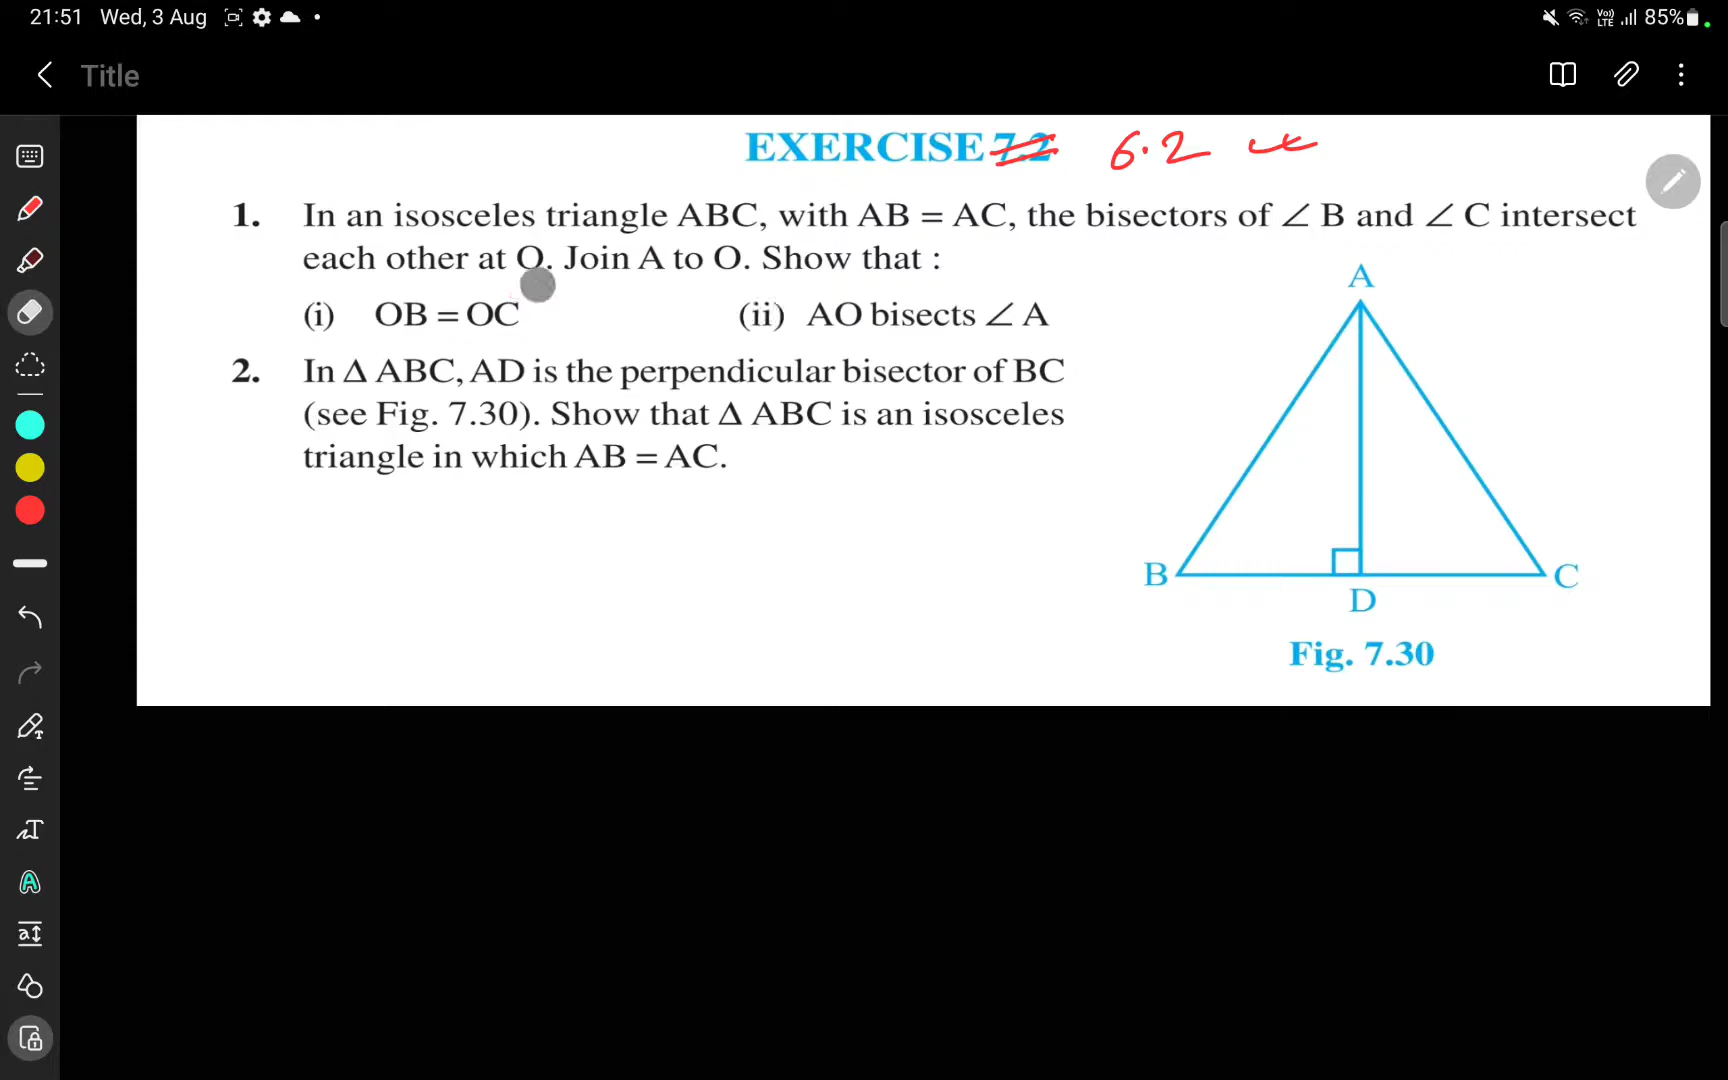 21:51 Wed, 3 Aug
Vo)) LTE 85%
Title
EXERCISE 7.2 6.2
1. In an isosceles triangle ABC, with AB = AC, the bisectors of ∠ B and ∠ C intersect
each other at O. Join A to O. Show that :
(i) OB = OC (ii) AO bisects ∠ A
2. In Δ ABC, AD is the perpendicular bisector of BC
(see Fig. 7.30). Show that Δ ABC is an isosceles
triangle in which AB = AC.
A
B
C
D
Fig. 7.30